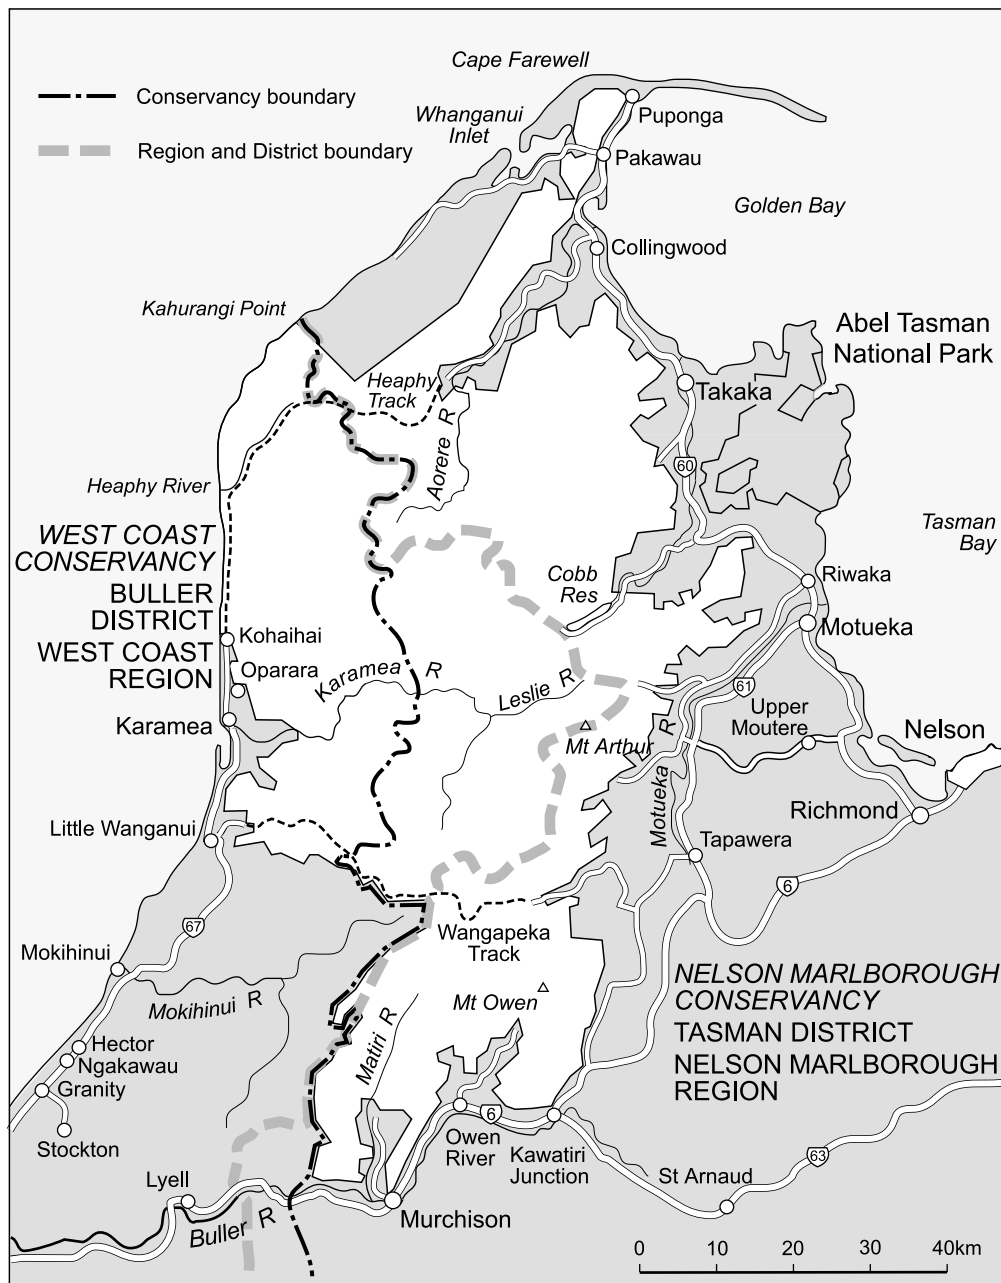 Cape Farewell
Conservancy boundary
Whanganui
Inlet
Puponga
Region and District boundary
Pakawau
Golden Bay
Collingwood
Kahurangi Point
Abel Tasman
National Park
Heaphy
Track
Takaka
Aorere R
60
Heaphy River
WEST COAST
CONSERVANCY
Tasman
Bay
BULLER
DISTRICT
Cobb
Res
Riwaka
Motueka
Kohaihai
WEST COAST
REGION
Oparara
Karamea R
Leslie R
61
Upper
Moutere
Karamea
Mt Arthur
Nelson
Motueka R
Richmond
Little Wanganui
Tapawera
6
67
Wangapeka
Track
Mokihinui
NELSON MARLBOROUGH
CONSERVANCY
Mokihinui R
Mt Owen
TASMAN DISTRICT
Matiri R
Hector
NELSON MARLBOROUGH
REGION
Ngakawau
Granity
6
Stockton
Owen
River
Kawatiri
Junction
63
St Arnaud
Lyell
Murchison
Buller R
0 10 20 30 40km